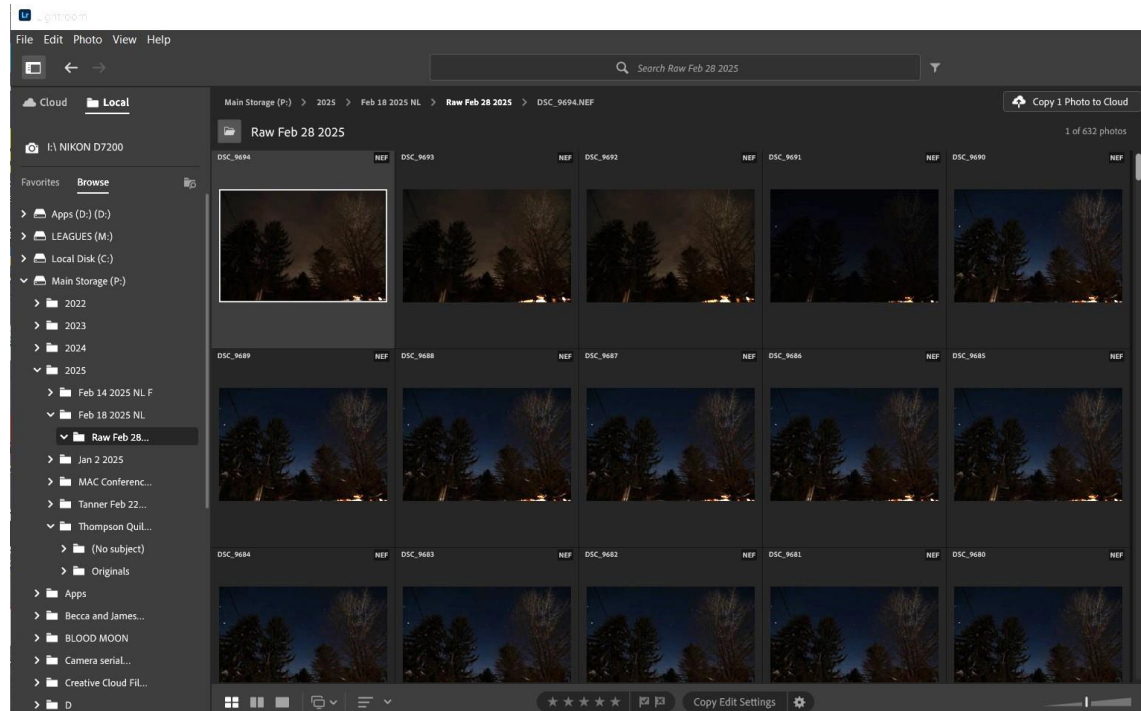 Lr Lightroom
File Edit Photo View Help
Search Raw Feb 28 2025
Cloud Local
Main Storage (P:) > 2025 > Feb 18 2025 NL > Raw Feb 28 2025 > DSC_9694.NEF
Copy 1 Photo to Cloud
Raw Feb 28 2025
1 of 632 photos
I:\ NIKON D7200
Favorites Browse
DSC_9694 NEF DSC_9693 NEF DSC_9692 NEF DSC_9691 NEF DSC_9690 NEF
Apps (D:) (D:)
LEAGUES (M:)
Local Disk (C:)
Main Storage (P:)
2022
2023
2024
2025
Feb 14 2025 NL F
Feb 18 2025 NL
Raw Feb 28...
Jan 2 2025
MAC Conferenc...
Tanner Feb 22...
Thompson Quil...
(No subject)
Originals
Apps
Becca and James...
BLOOD MOON
Camera serial...
Creative Cloud Fil...
D
DSC_9689 NEF DSC_9688 NEF DSC_9687 NEF DSC_9686 NEF DSC_9685 NEF
DSC_9684 NEF DSC_9683 NEF DSC_9682 NEF DSC_9681 NEF DSC_9680 NEF
Copy Edit Settings